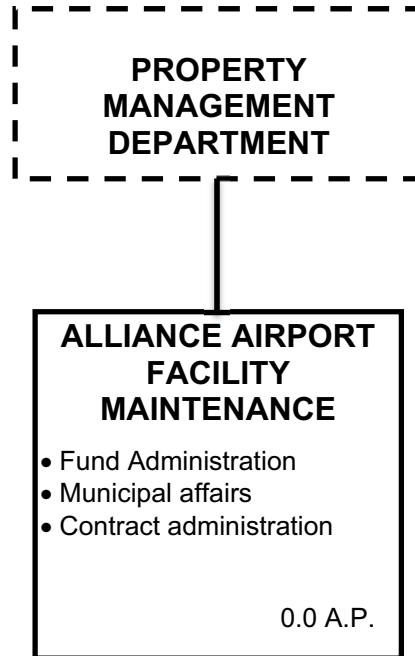 PROPERTY
MANAGEMENT
DEPARTMENT
ALLIANCE AIRPORT
FACILITY
MAINTENANCE
• Fund Administration
• Municipal affairs
• Contract administration
0.0 A.P.